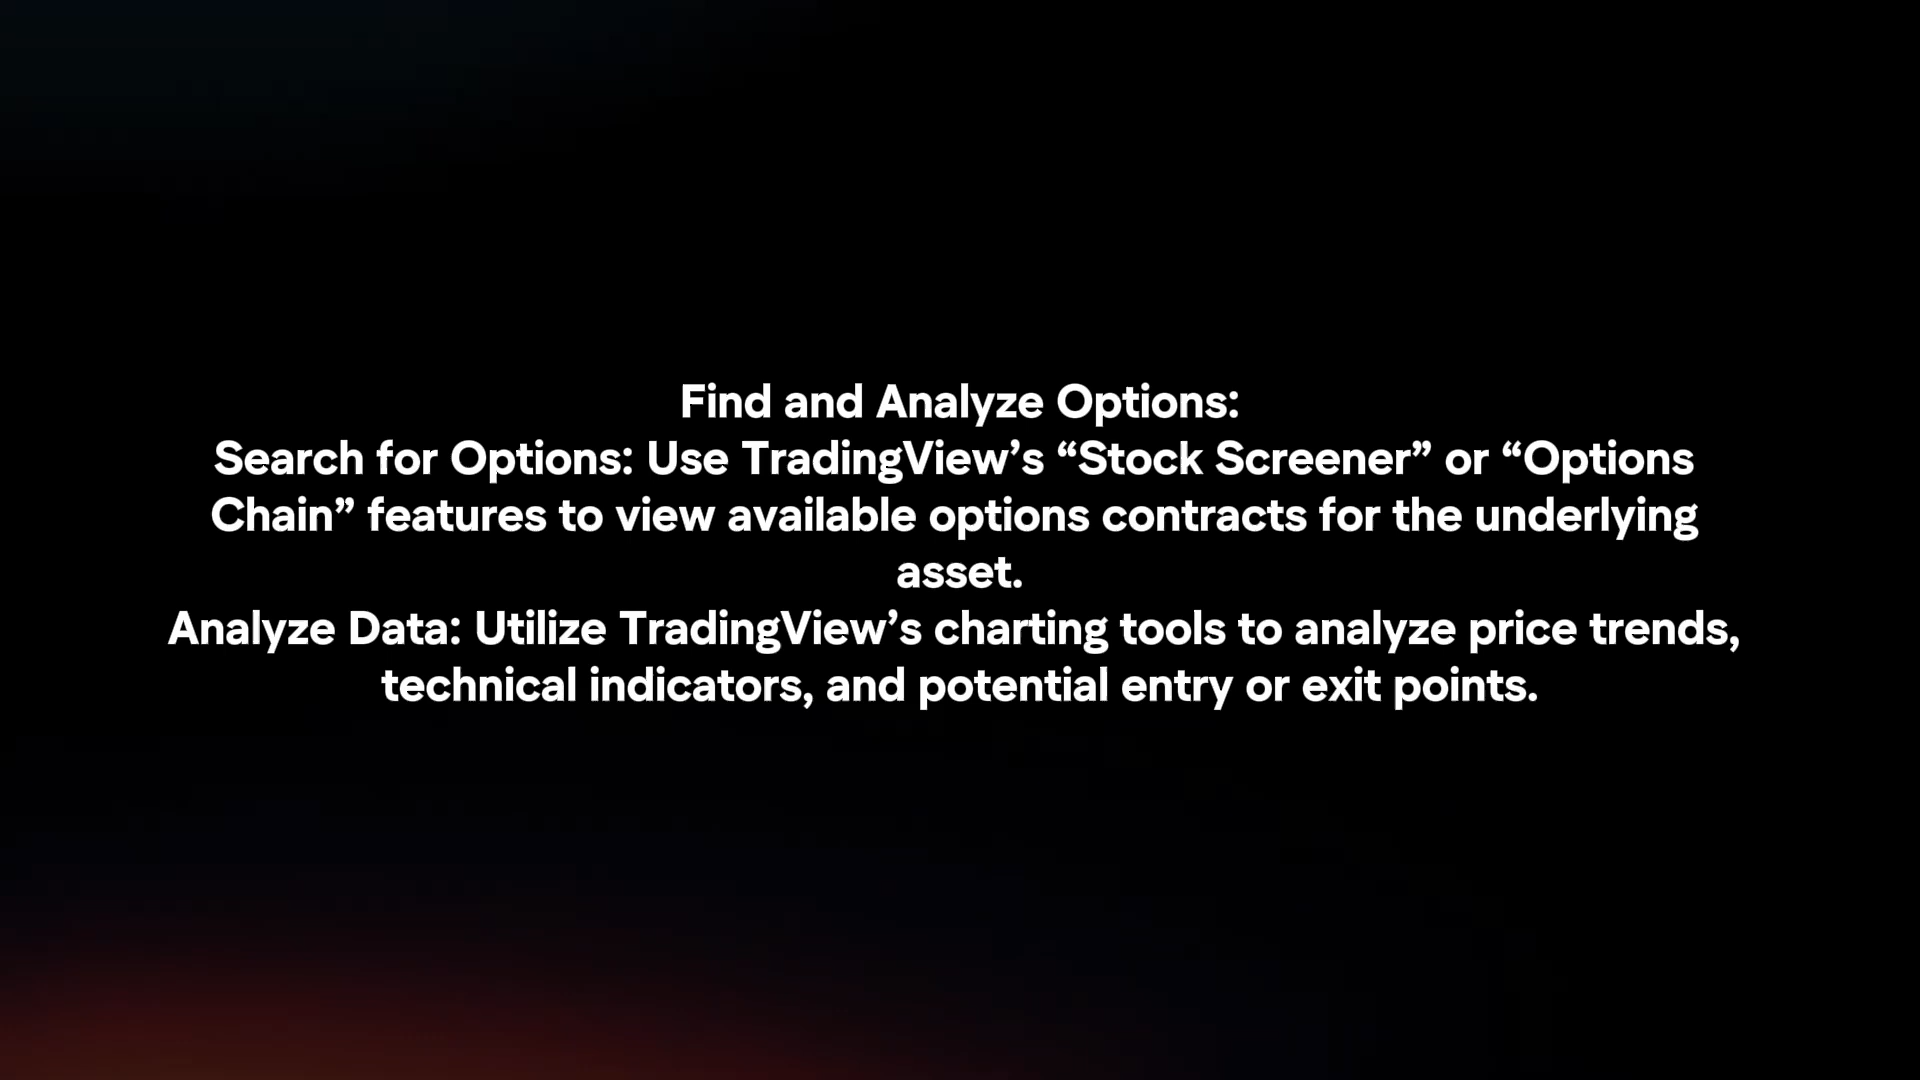 Find and Analyze Options:
Search for Options: Use TradingView’s “Stock Screener” or “Options
Chain” features to view available options contracts for the underlying
asset.
Analyze Data: Utilize TradingView’s charting tools to analyze price trends,
technical indicators, and potential entry or exit points.